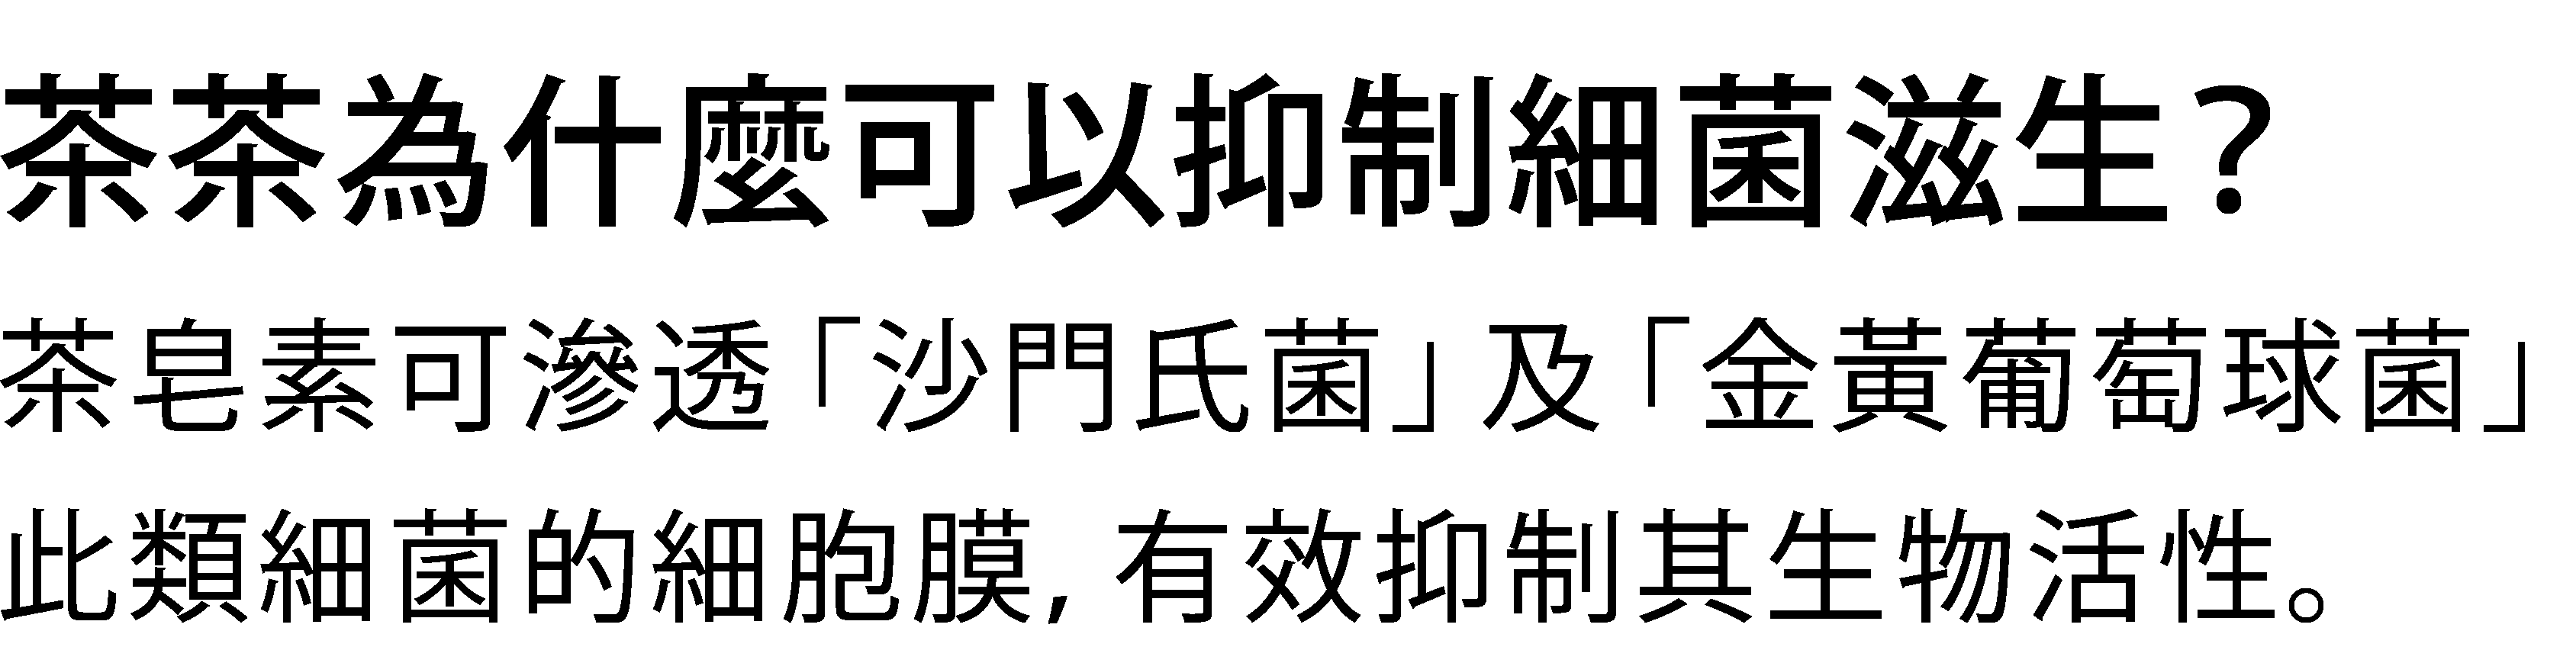 茶茶為什麼可以抑制細菌滋生？
茶皂素可滲透「沙門氏菌」及「金黃葡萄球菌」
此類細菌的細胞膜，有效抑制其生物活性。